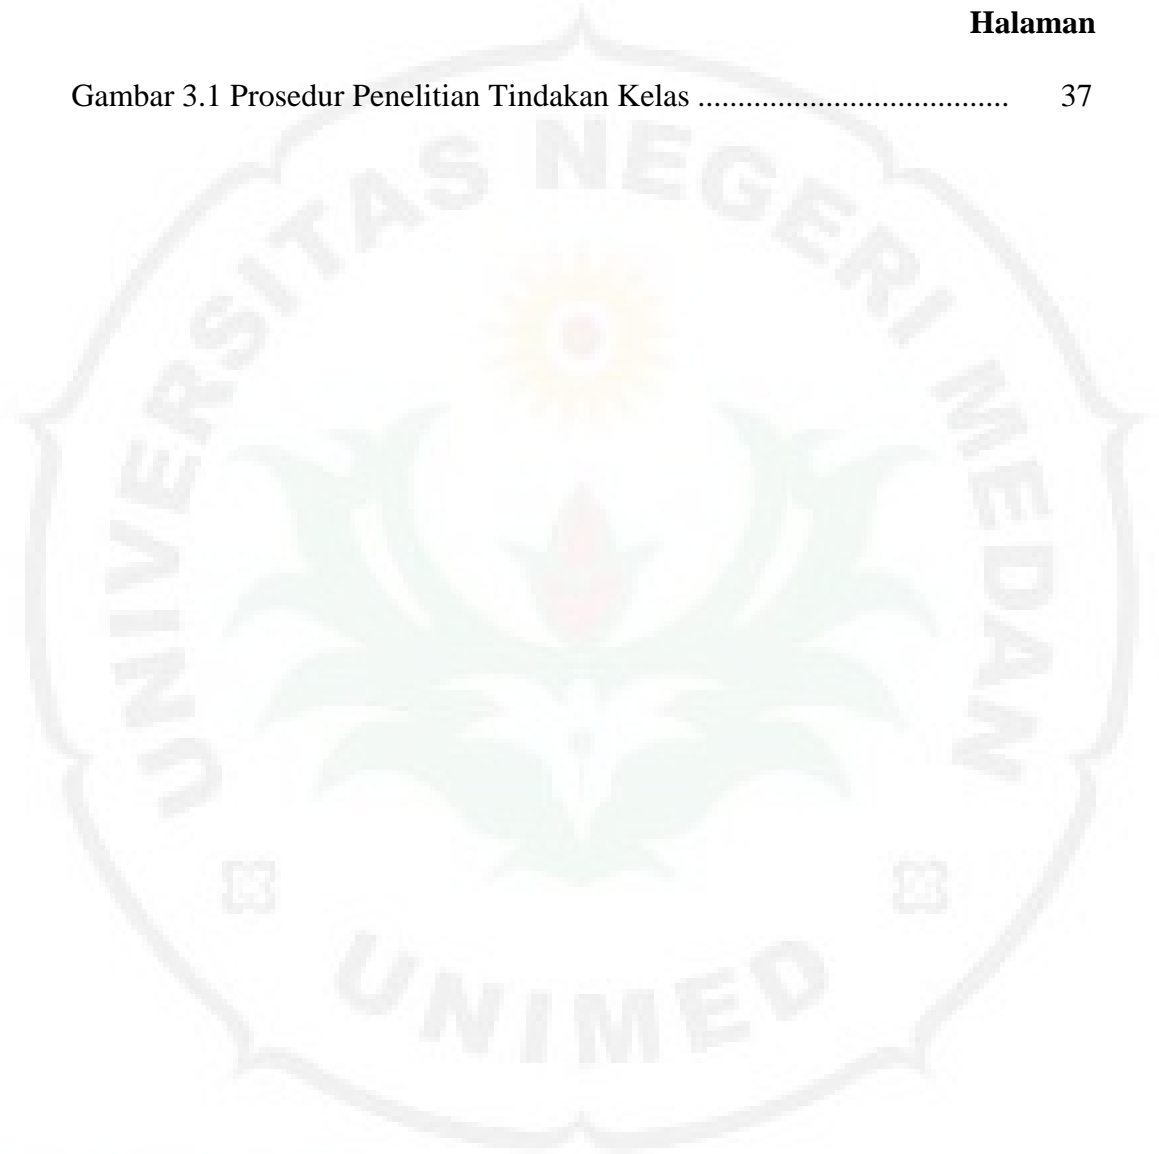 Halaman
Gambar 3.1 Prosedur Penelitian Tindakan Kelas ........................................ 37
UNIVERSITAS NEGERI MEDAN
UNIMED